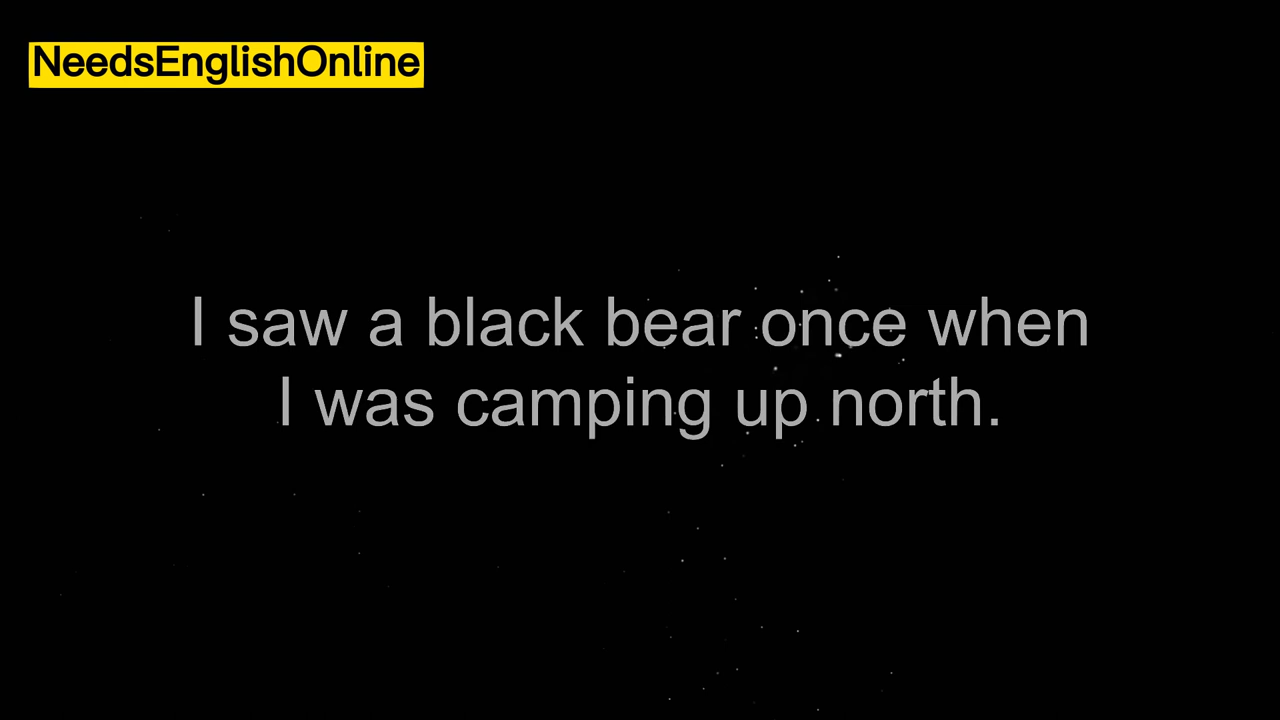 NeedsEnglishOnline
I saw a black bear once when
I was camping up north.